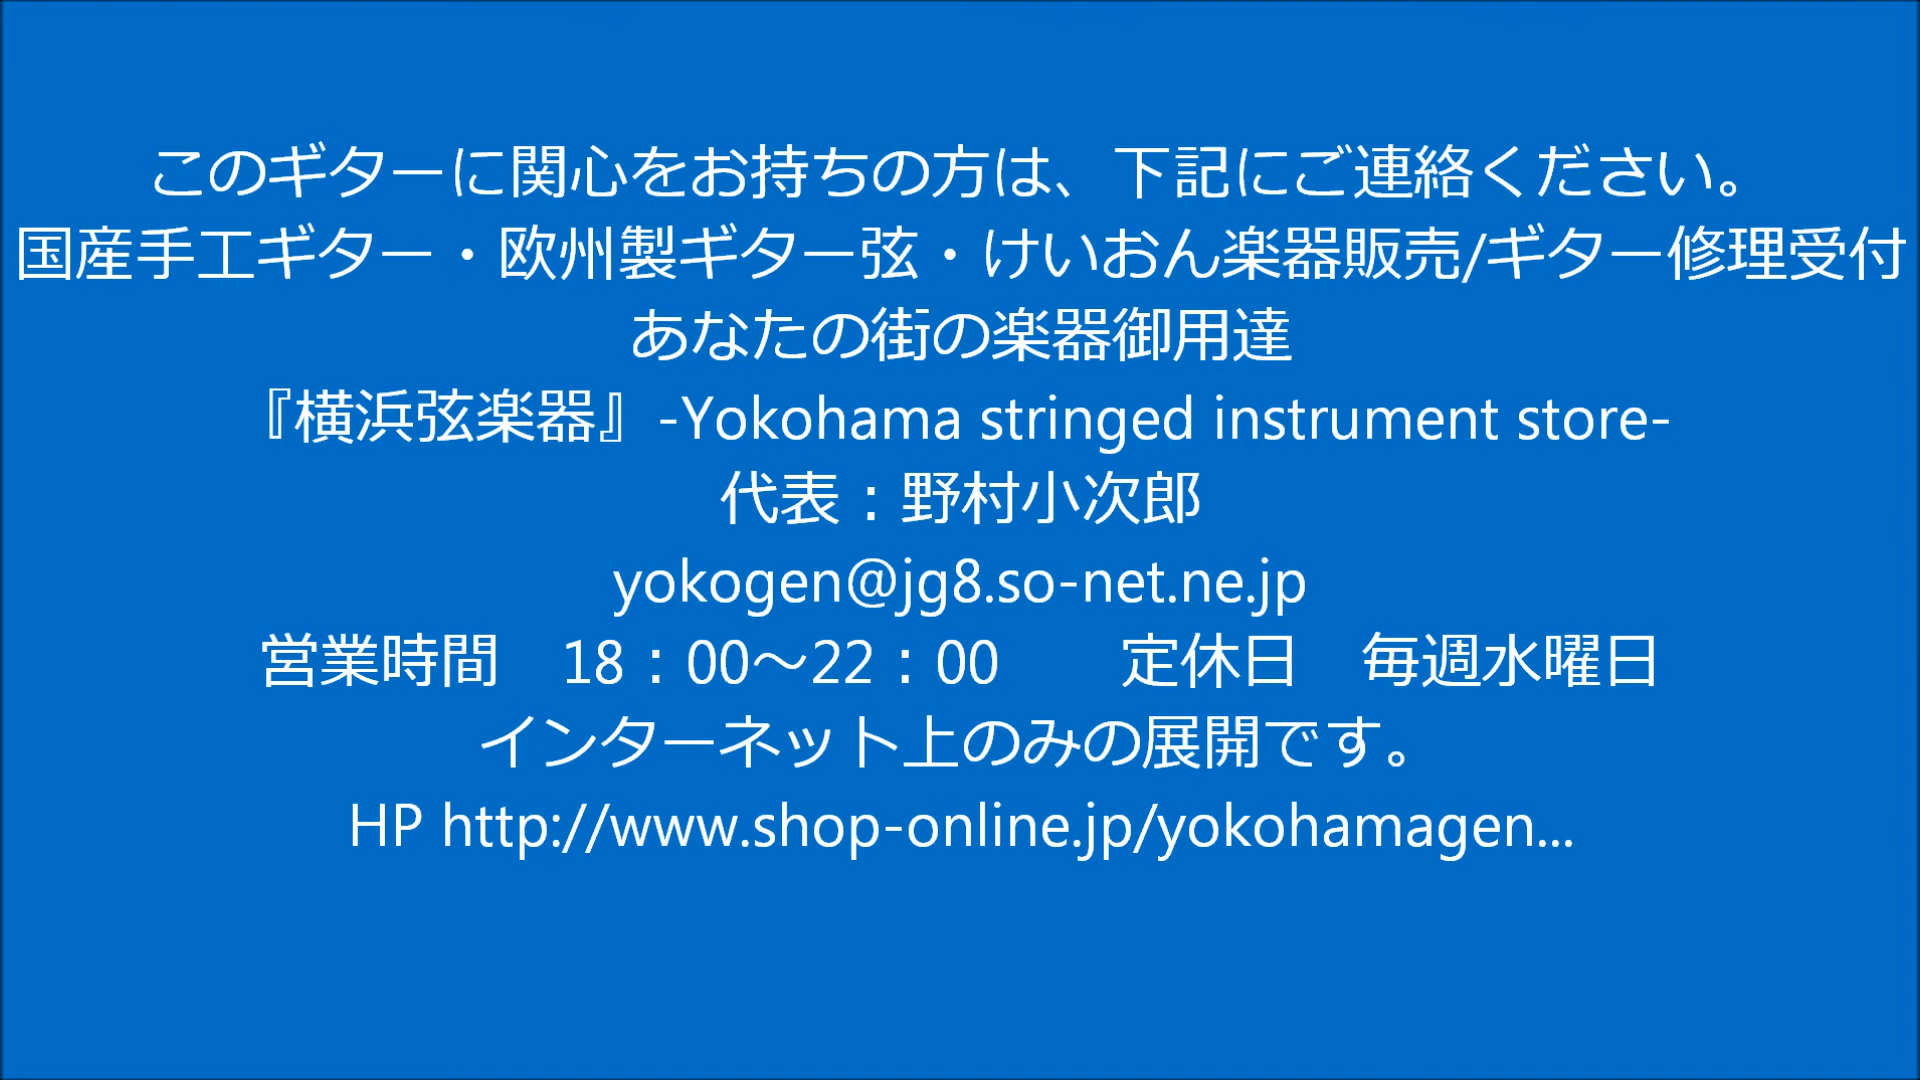 このギターに関心をお持ちの方は、下記にご連絡ください。
国産手工ギター・欧州製ギター弦・けいおん楽器販売/ギター修理受付
あなたの街の楽器御用達
『横浜弦楽器』-Yokohama stringed instrument store-
代表：野村小次郎
yokogen@jg8.so-net.ne.jp
営業時間　18：00～22：00　　定休日　毎週水曜日
インターネット上のみの展開です。
HP http://www.shop-online.jp/yokohamagen...